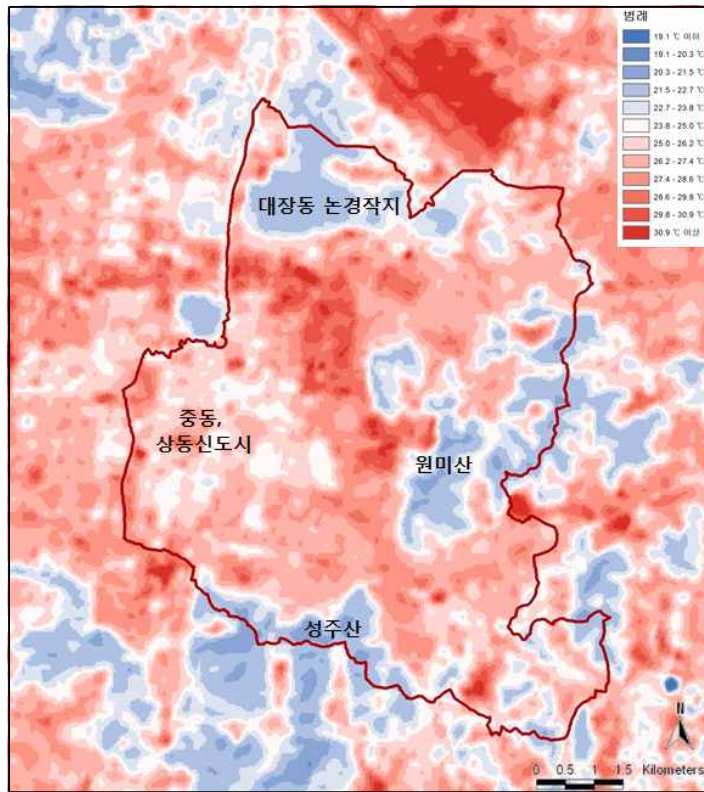 범례
19.1 ℃ 이하
19.1 - 20.3 ℃
20.3 - 21.5 ℃
21.5 - 22.7 ℃
22.7 - 23.8 ℃
23.8 - 25.0 ℃
25.0 - 26.2 ℃
26.2 - 27.4 ℃
27.4 - 28.6 ℃
28.6 - 29.8 ℃
29.8 - 30.9 ℃
30.9 ℃ 이상
대장동 논경작지
중동,
상동신도시
원미산
성주산
N
0 0.5 1 1.5 Kilometers